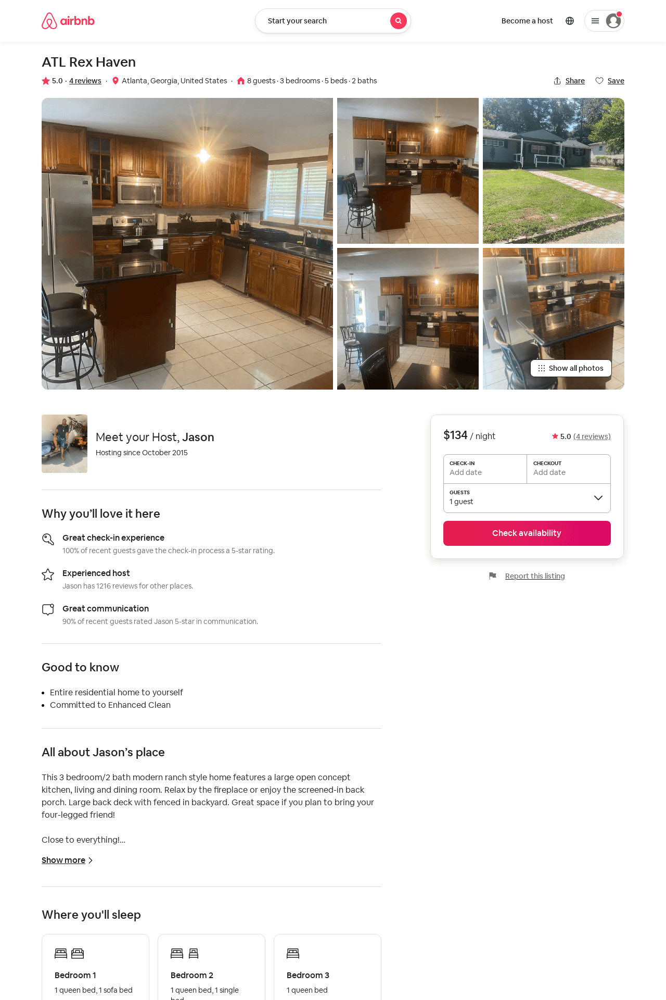 airbnb
Start your search
Become a host
ATL Rex Haven
5.0 · 4 reviews · Atlanta, Georgia, United States · 8 guests · 3 bedrooms · 5 beds · 2 baths
Share
Save
Show all photos
Meet your Host, Jason
Hosting since October 2015
$134 / night
5.0 (4 reviews)
CHECK-IN
Add date
CHECKOUT
Add date
GUESTS
1 guest
Check availability
Report this listing
Why you’ll love it here
Great check-in experience
100% of recent guests gave the check-in process a 5-star rating.
Experienced host
Jason has 1216 reviews for other places.
Great communication
90% of recent guests rated Jason 5-star in communication.
Good to know
• Entire residential home to yourself
• Committed to Enhanced Clean
All about Jason’s place
This 3 bedroom/2 bath modern ranch style home features a large open concept
kitchen, living and dining room. Relax by the fireplace or enjoy the screened-in back
porch. Large back deck with fenced in backyard. Great space if you plan to bring your
four-legged friend!
Close to everything!...
Show more
Where you'll sleep
Bedroom 1
1 queen bed, 1 sofa bed
Bedroom 2
1 queen bed, 1 single
bed
Bedroom 3
1 queen bed